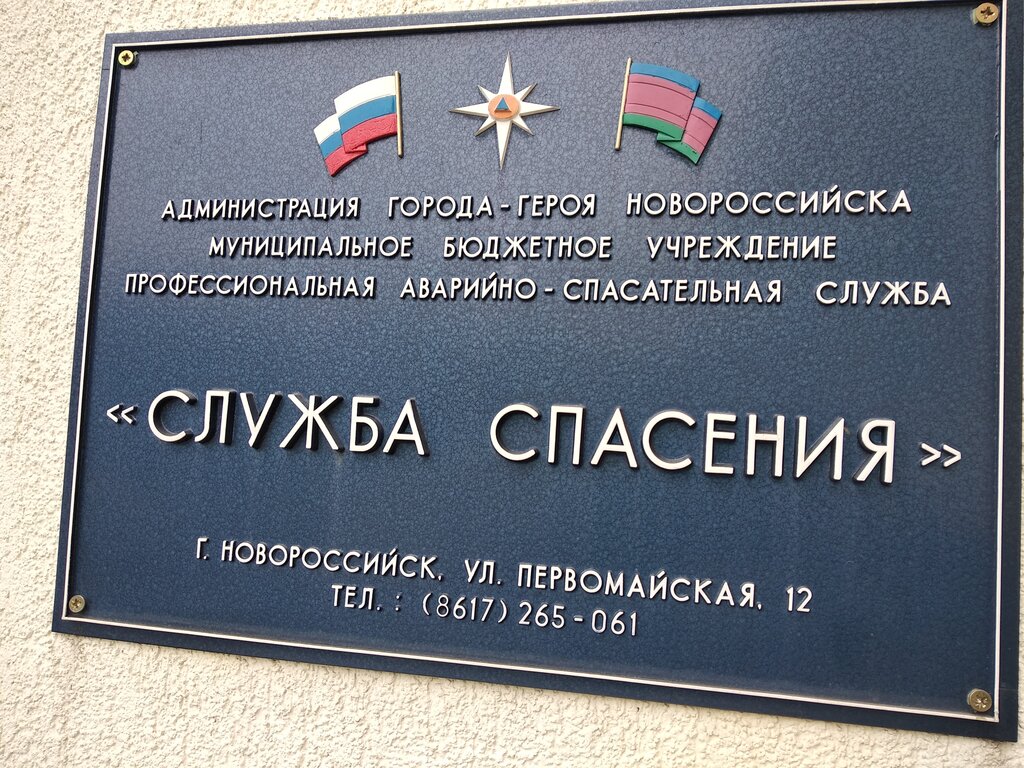 АДМИНИСТРАЦИЯ ГОРОДА - ГЕРОЯ НОВОРОССИЙСКА
МУНИЦИПАЛЬНОЕ БЮДЖЕТНОЕ УЧРЕЖДЕНИЕ
ПРОФЕССИОНАЛЬНАЯ АВАРИЙНО - СПАСАТЕЛЬНАЯ СЛУЖБА
«СЛУЖБА СПАСЕНИЯ»
Г. НОВОРОССИЙСК, УЛ. ПЕРВОМАЙСКАЯ, 12
ТЕЛ. : (8617) 265 - 061